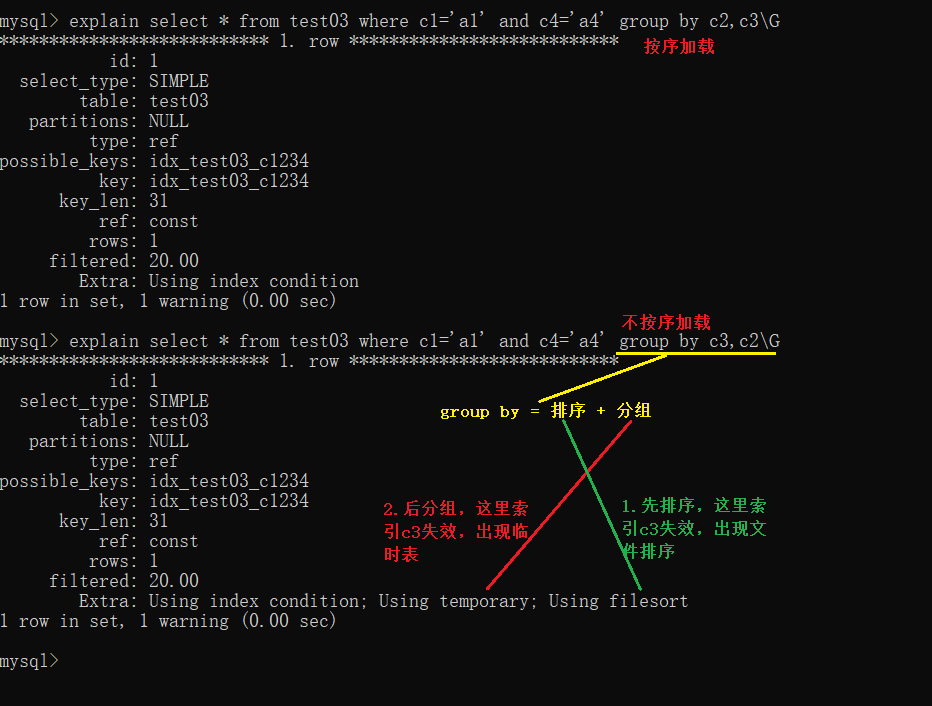 mysql> explain select * from test03 where c1='a1' and c4='a4' group by c2,c3\G
*************************** 1. row ***************************
按序加载
id: 1
select_type: SIMPLE
table: test03
partitions: NULL
type: ref
possible_keys: idx_test03_c1234
key: idx_test03_c1234
key_len: 31
ref: const
rows: 1
filtered: 20.00
Extra: Using index condition
1 row in set, 1 warning (0.00 sec)
不按序加载
mysql> explain select * from test03 where c1='a1' and c4='a4' group by c3,c2\G
*************************** 1. row ***************************
id: 1
select_type: SIMPLE
group by = 排序 + 分组
table: test03
partitions: NULL
type: ref
possible_keys: idx_test03_c1234
key: idx_test03_c1234
key_len: 31
ref: const
rows: 1
filtered: 20.00
2.后分组，这里索
引c3失效，出现临
时表
1.先排序，这里索
引c3失效，出现文
件排序
Extra: Using index condition; Using temporary; Using filesort
1 row in set, 1 warning (0.00 sec)
mysql>